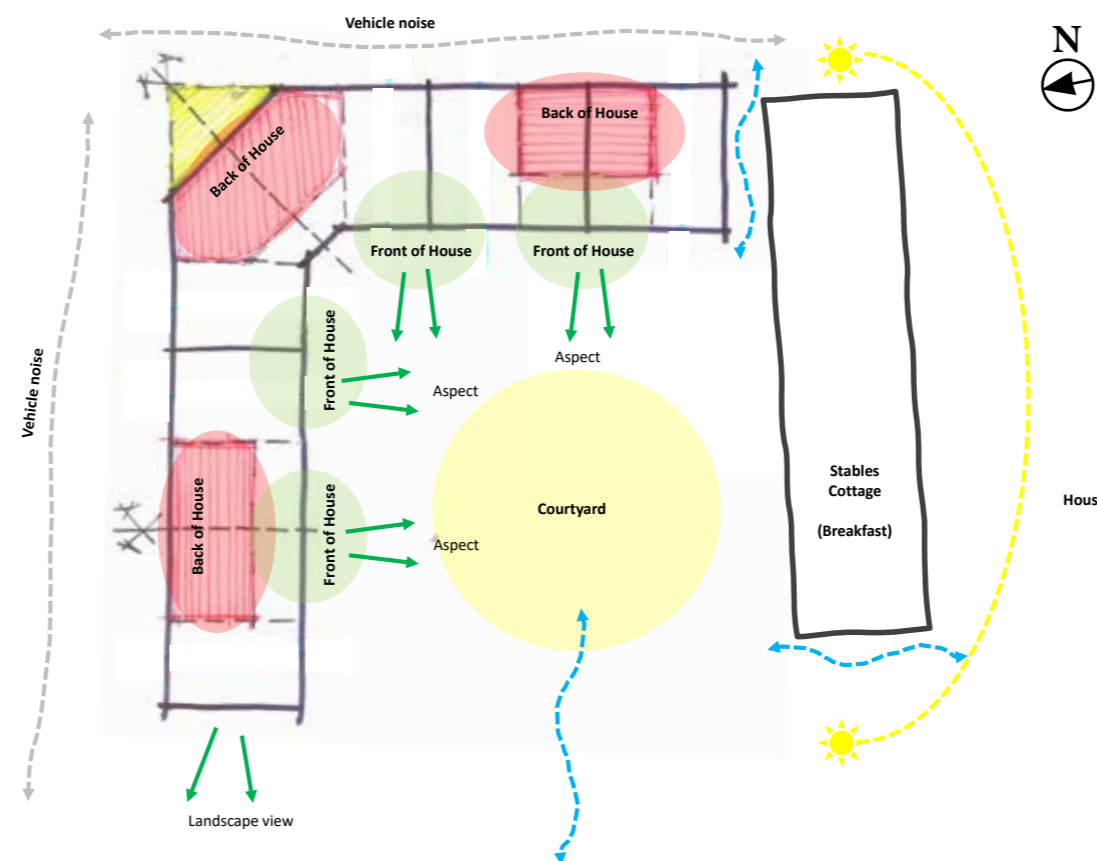 Vehicle noise
N
Back of House
Back of House
Front of House
Front of House
Aspect
Vehicle noise
Front of House
Aspect
Stables
Cottage
(Breakfast)
Hous
Courtyard
Back of House
Front of House
Aspect
Landscape view